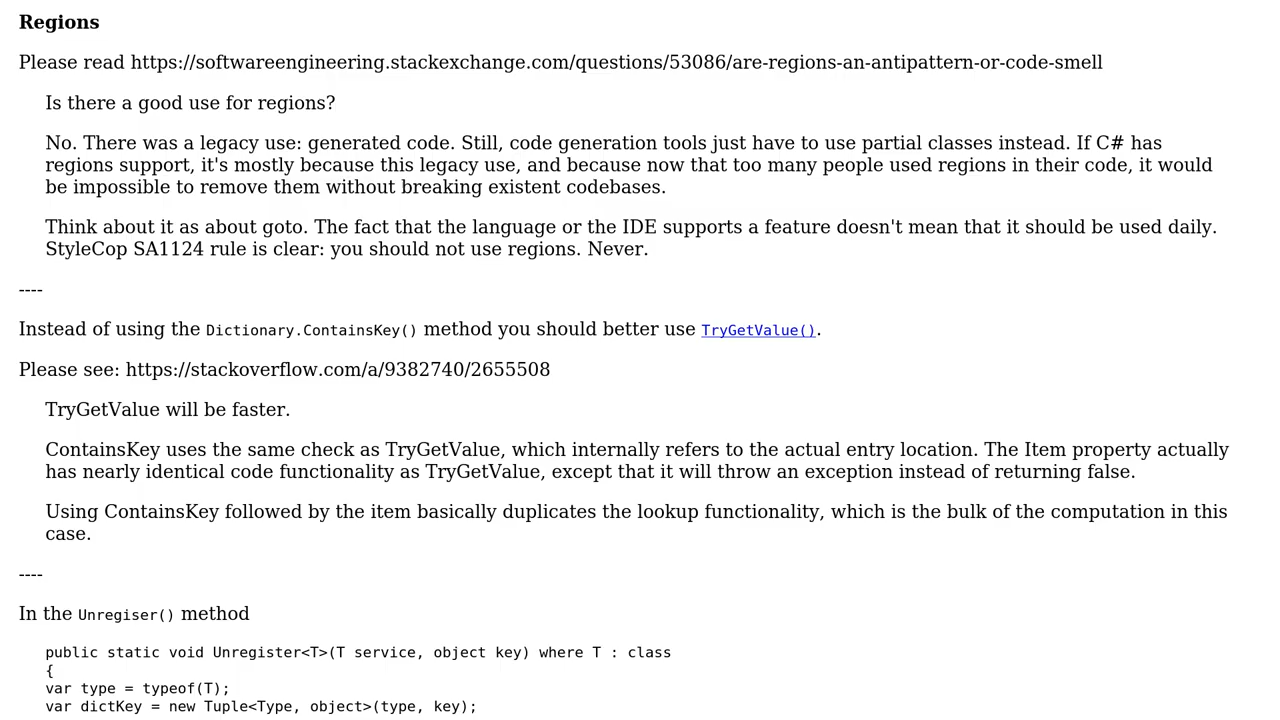 Regions
Please read https://softwareengineering.stackexchange.com/questions/53086/are-regions-an-antipattern-or-code-smell
Is there a good use for regions?
No. There was a legacy use: generated code. Still, code generation tools just have to use partial classes instead. If C# has
regions support, it's mostly because this legacy use, and because now that too many people used regions in their code, it would
be impossible to remove them without breaking existent codebases.
Think about it as about goto. The fact that the language or the IDE supports a feature doesn't mean that it should be used daily.
StyleCop SA1124 rule is clear: you should not use regions. Never.
----
Instead of using the Dictionary.ContainsKey() method you should better use TryGetValue().
Please see: https://stackoverflow.com/a/9382740/2655508
TryGetValue will be faster.
ContainsKey uses the same check as TryGetValue, which internally refers to the actual entry location. The Item property actually
has nearly identical code functionality as TryGetValue, except that it will throw an exception instead of returning false.
Using ContainsKey followed by the item basically duplicates the lookup functionality, which is the bulk of the computation in this
case.
----
In the Unregiser() method
public static void Unregister<T>(T service, object key) where T : class
{
var type = typeof(T);
var dictKey = new Tuple<Type, object>(type, key);